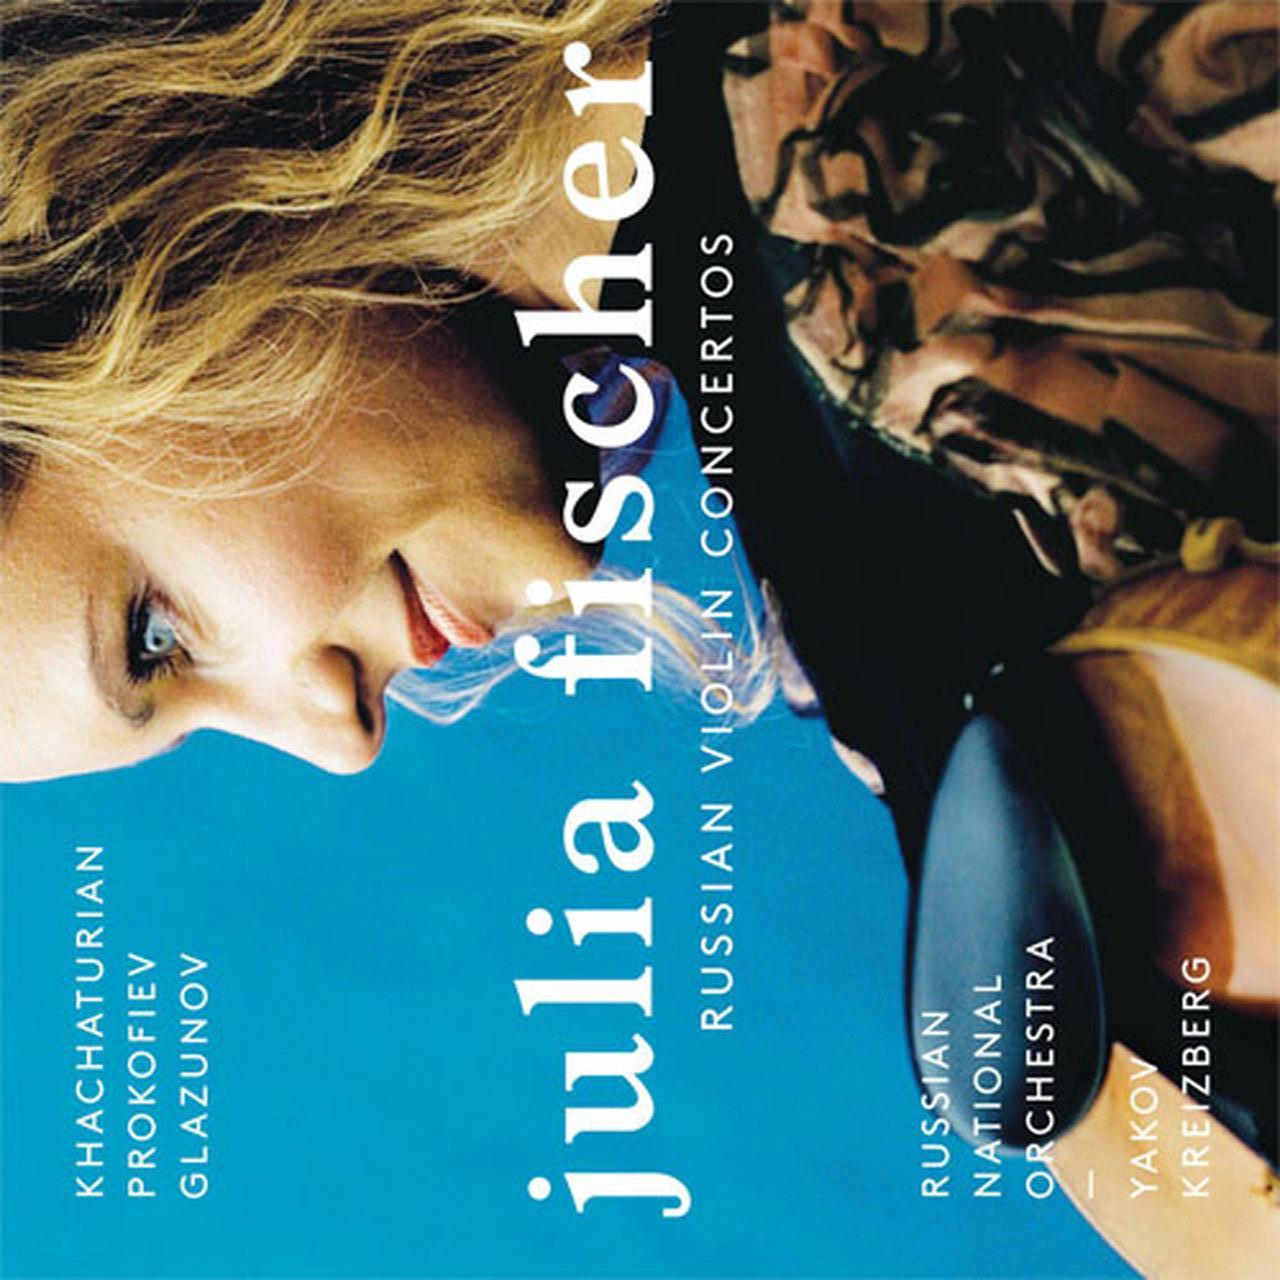 KHACHATURIAN
PROKOFIEV
GLAZUNOV
julia fischer
RUSSIAN VIOLIN CONCERTOS
RUSSIAN
NATIONAL
ORCHESTRA
—
YAKOV
KREIZBERG